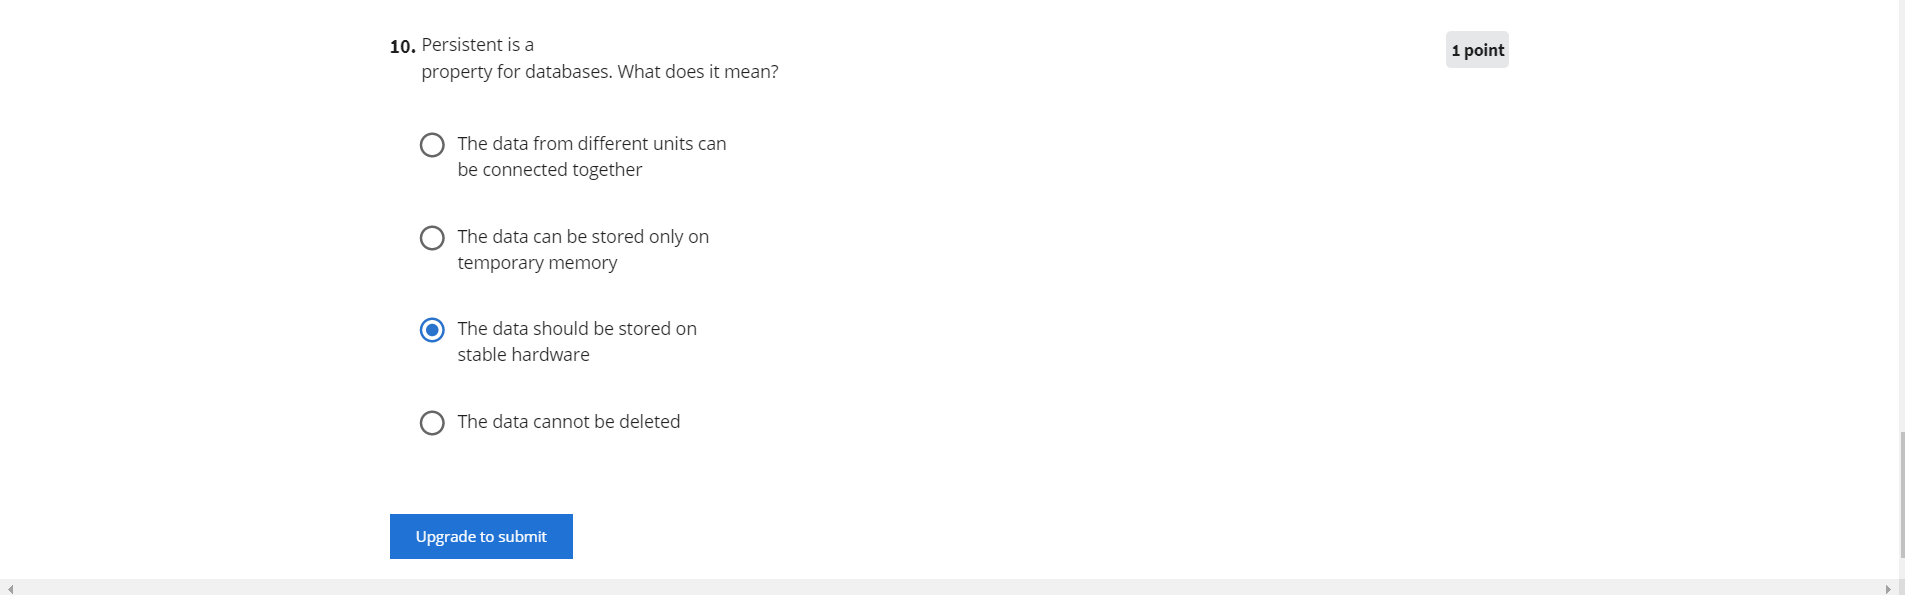 10. Persistent is a
property for databases. What does it mean?
1 point
The data from different units can
be connected together
The data can be stored only on
temporary memory
The data should be stored on
stable hardware
The data cannot be deleted
Upgrade to submit